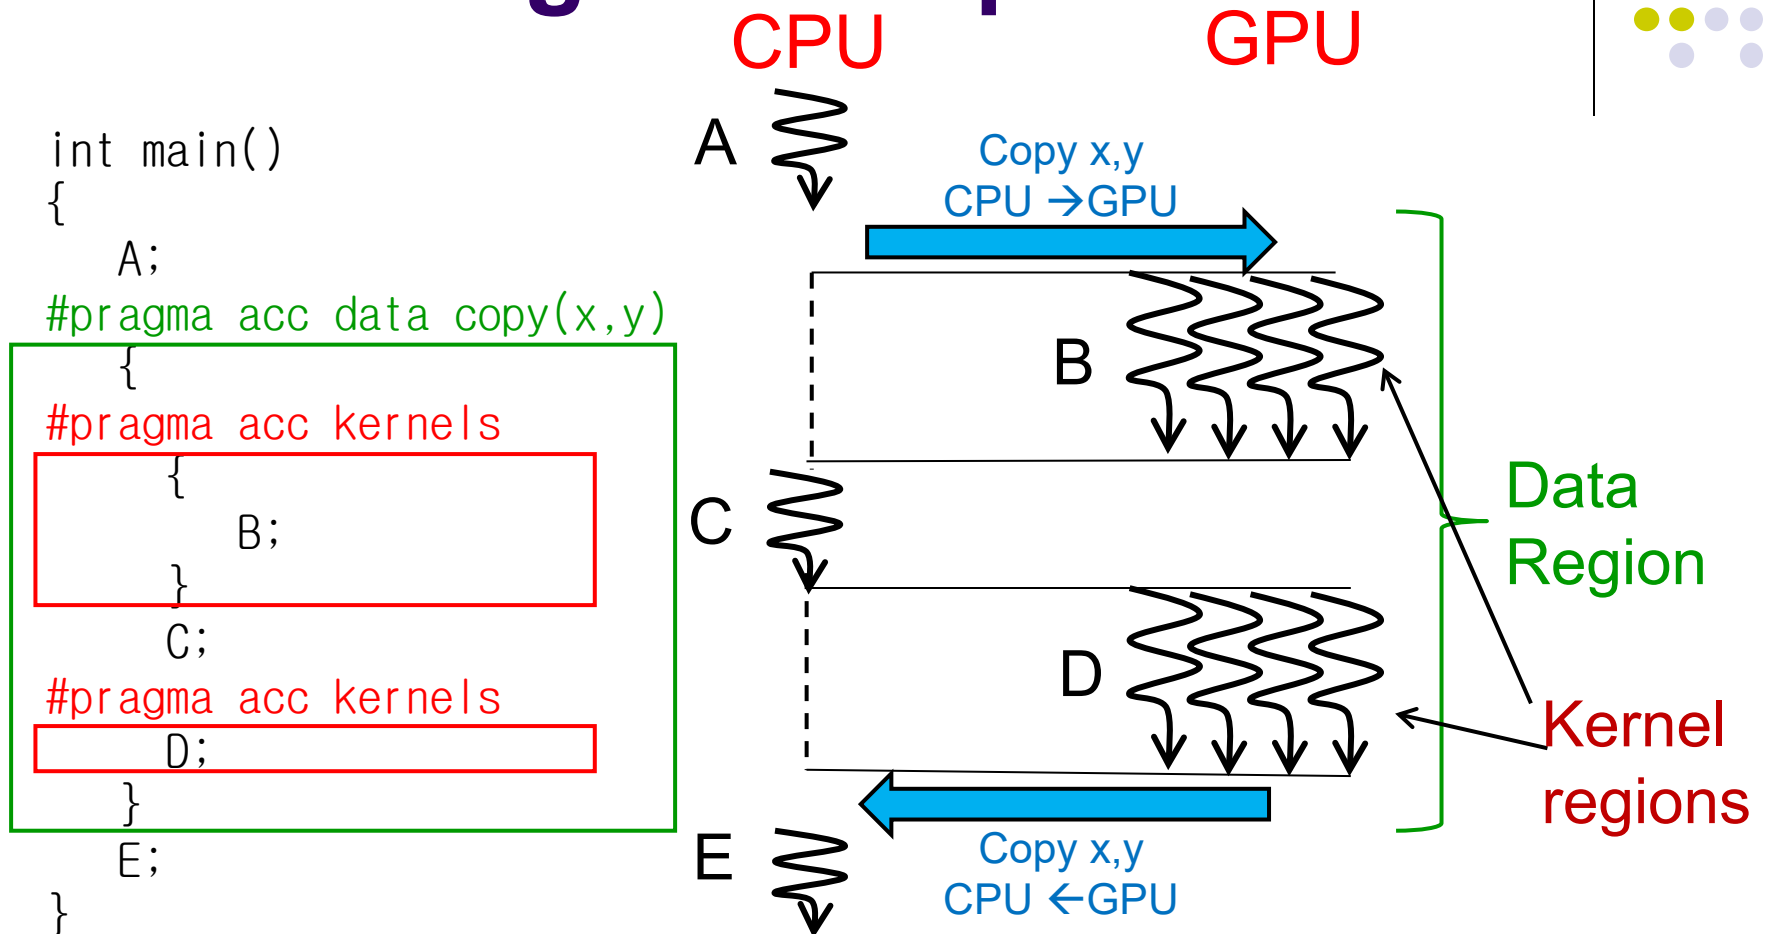 CPU
GPU
int main()
{
A;
#pragma acc data copy(x,y)
{
#pragma acc kernels
{
B;
}
C;
#pragma acc kernels
D;
}
E;
}
A
Copy x,y
CPU →GPU
B
C
D
E
Copy x,y
CPU ←GPU
Data
Region
Kernel
regions